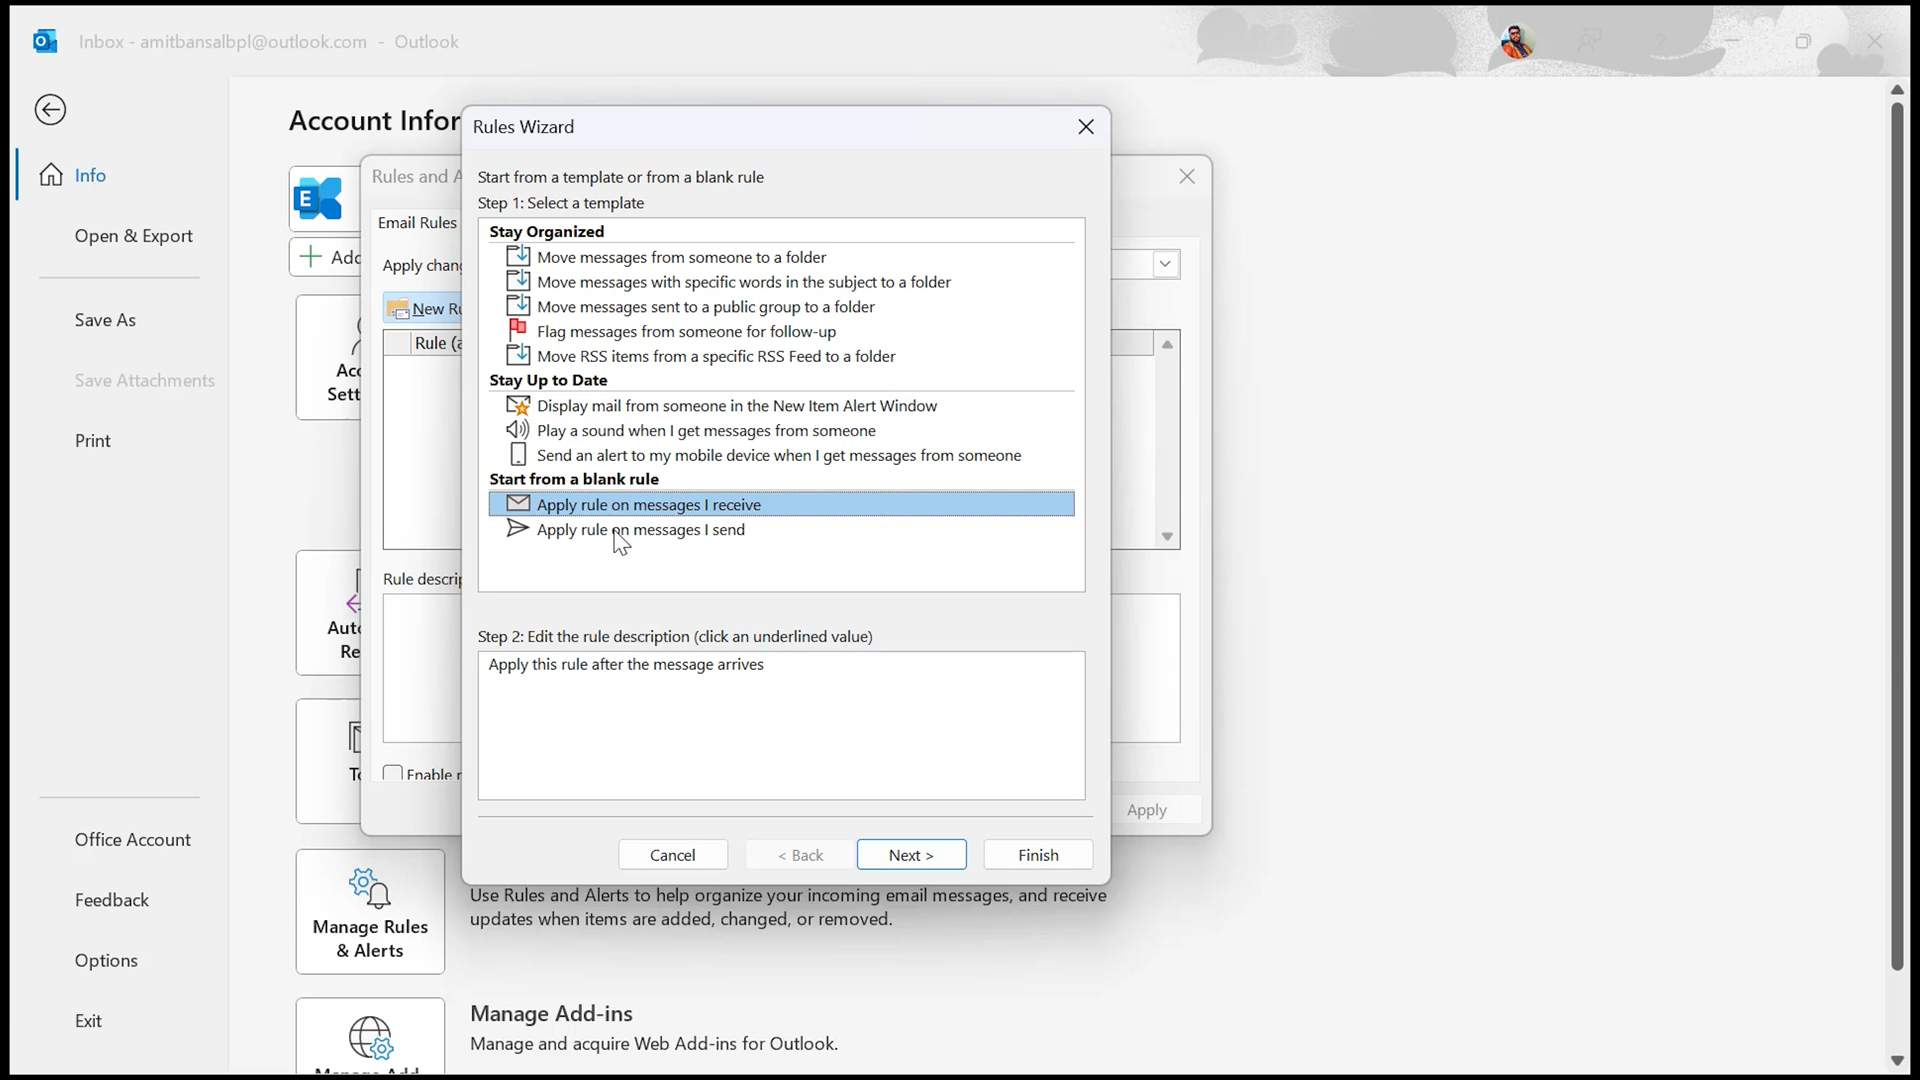 Inbox - amitbansalbpl@outlook.com - Outlook
Info
Open & Export
Save As
Save Attachments
Print
Office Account
Feedback
Options
Exit
Account Infor
E
Add
Acc
Sett
Auto
Re
To
Manage Rules
& Alerts
Use Rules and Alerts to help organize your incoming email messages, and receive
updates when items are added, changed, or removed.
Manage Add-ins
Manage and acquire Web Add-ins for Outlook.
Rules and A
Email Rules
Apply chang
New Ru
Rule (a
Rule descrip
Enable r
Apply
Rules Wizard
Start from a template or from a blank rule
Step 1: Select a template
Stay Organized
Move messages from someone to a folder
Move messages with specific words in the subject to a folder
Move messages sent to a public group to a folder
Flag messages from someone for follow-up
Move RSS items from a specific RSS Feed to a folder
Stay Up to Date
Display mail from someone in the New Item Alert Window
Play a sound when I get messages from someone
Send an alert to my mobile device when I get messages from someone
Start from a blank rule
Apply rule on messages I receive
Apply rule on messages I send
Step 2: Edit the rule description (click an underlined value)
Apply this rule after the message arrives
Cancel
< Back
Next >
Finish